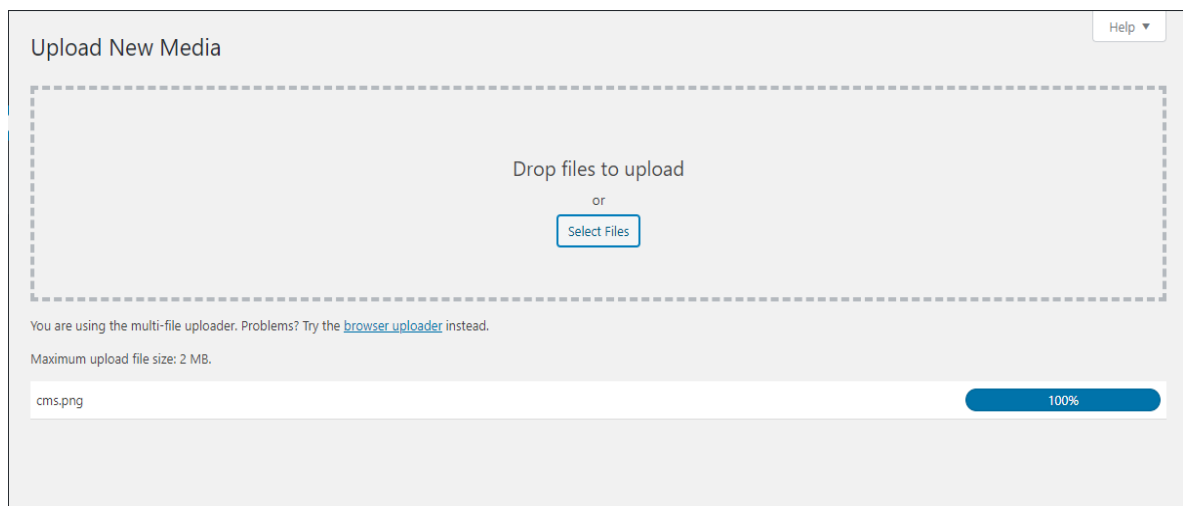 Help ▼
Upload New Media
Drop files to upload
or
Select Files
You are using the multi-file uploader. Problems? Try the browser uploader instead.
Maximum upload file size: 2 MB.
cms.png 100%